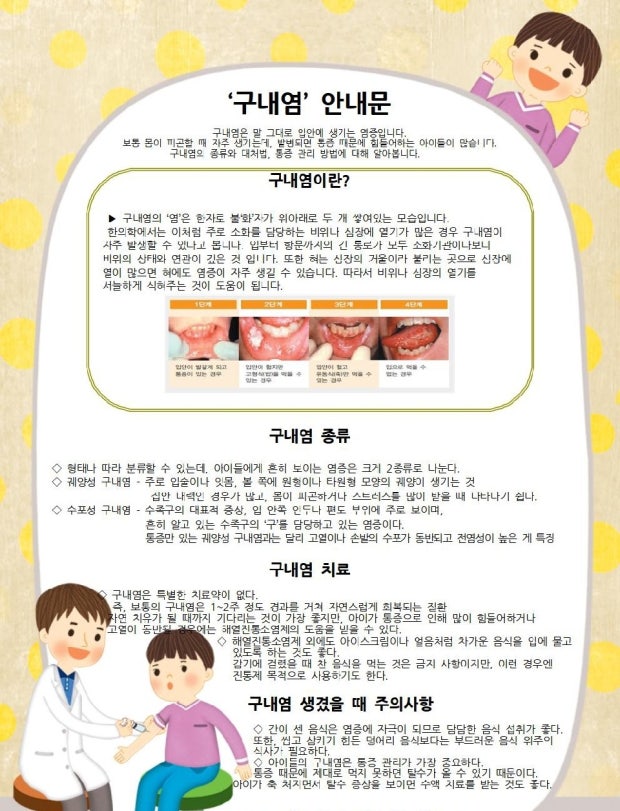 ‘구내염’ 안내문
구내염은 말 그대로 입안에 생기는 염증입니다.
보통 몸이 피곤할 때 자주 생기는데, 발병되면 통증 때문에 힘들어하는 아이들이 많습니다.
구내염의 종류와 대처법, 통증 관리 방법에 대해 알아봅니다.
구내염이란?
▶ 구내염의 ‘염’은 한자로 불‘화’자가 위아래로 두 개 쌓여있는 모습입니다.
한의학에서는 이처럼 주로 소화를 담당하는 비위나 심장에 열기가 많은 경우 구내염이
자주 발생할 수 있다고 봅니다. 입부터 항문까지의 긴 통로가 모두 소화기관이다보니
비위의 상태와 연관이 깊은 것 입니다. 또한 혀는 심장의 거울이라 불리는 곳으로 심장에
열이 많으면 혀에도 염증이 자주 생길 수 있습니다. 따라서 비위나 심장의 열기를
서늘하게 식혀주는 것이 도움이 됩니다.
1단계 2단계 3단계 4단계
입안이 빨갛게 되고 입안이 헐지만 입안이 헐고 입으로 먹을 수
통증이 있는 경우 고형식(밥)을 먹을 수 유동식(죽)만 먹을 수 없는 경우
있는 경우 있는 경우
구내염 종류
◇ 형태나 따라 분류할 수 있는데, 아이들에게 흔히 보이는 염증은 크게 2종류로 나눈다.
◇ 궤양성 구내염 - 주로 입술이나 잇몸, 볼 쪽에 원형이나 타원형 모양의 궤양이 생기는 것
집안 내력인 경우가 많고, 몸이 피곤하거나 스트레스를 많이 받을 때 나타나기 쉽다.
◇ 수포성 구내염 - 수족구의 대표적 증상, 입 안쪽 인두나 편도 부위에 주로 보이며,
흔히 알고 있는 수족구의 ‘구’를 담당하고 있는 염증이다.
통증만 있는 궤양성 구내염과는 달리 고열이나 손발의 수포가 동반되고 전염성이 높은 게 특징
구내염 치료
◇ 구내염은 특별한 치료약이 없다.
즉, 보통의 구내염은 1~2주 정도 경과를 거쳐 자연스럽게 회복되는 질환
자연 치유가 될 때까지 기다리는 것이 가장 좋지만, 아이가 통증으로 인해 많이 힘들어하거나
고열이 동반될 경우에는 해열진통소염제의 도움을 받을 수 있다.
◇ 해열진통소염제 외에도 아이스크림이나 얼음처럼 차가운 음식을 입에 물고
있도록 하는 것도 좋다.
감기에 걸렸을 때 찬 음식을 먹는 것은 금지 사항이지만, 이런 경우엔
진통제 목적으로 사용하기도 한다.
구내염 생겼을 때 주의사항
◇ 간이 센 음식은 염증에 자극이 되므로 담담한 음식 섭취가 좋다.
또한, 씹고 삼키기 힘든 덩어리 음식보다는 부드러운 음식 위주의
식사가 필요하다.
◇ 아이들의 구내염은 통증 관리가 가장 중요하다.
통증 때문에 제대로 먹지 못하면 탈수가 올 수 있기 때문이다.
아이가 축 처지면서 탈수 증상을 보이면 수액 치료를 받는 것도 좋다.